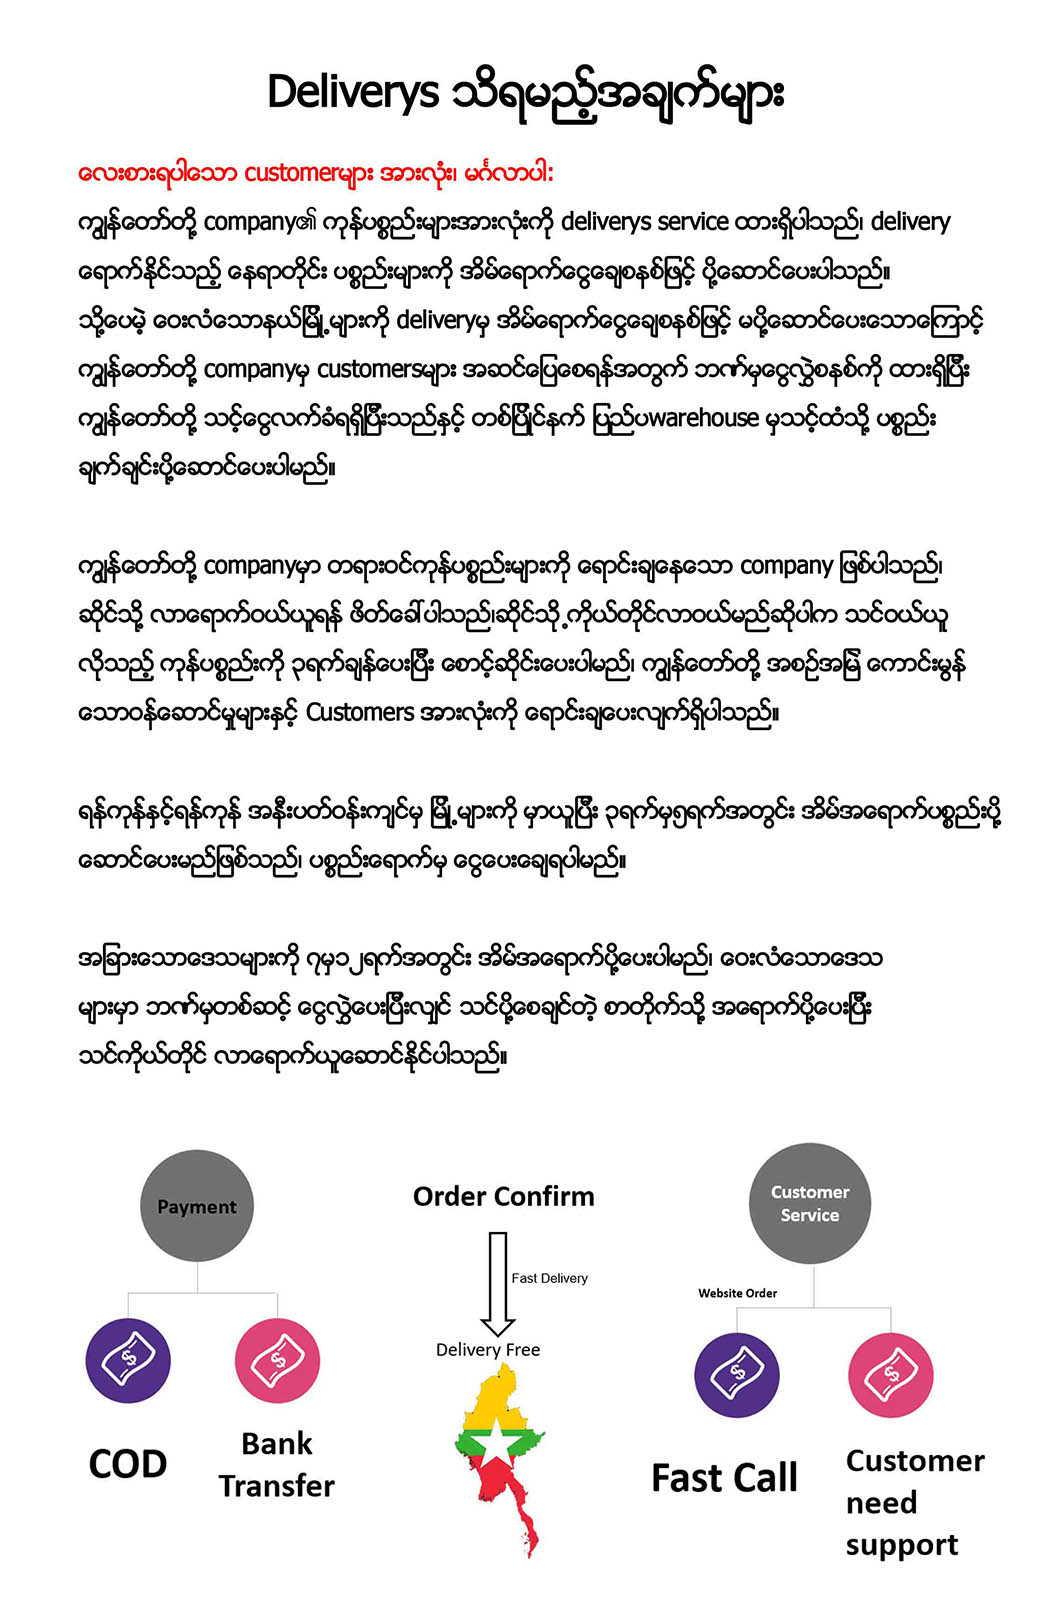 Deliverys သိရမည့်အချက်များ
လေးစားရပါသော customerများ အားလုံး၊ မင်္ဂလာပါ:
ကျွန်တော်တို့ company၏ ကုန်ပစ္စည်းများအားလုံးကို deliverys service ထားရှိပါသည်၊ delivery
ရောက်နိုင်သည့် နေရာတိုင်း ပစ္စည်းများကို အိမ်ရောက်ငွေချေစနစ်ဖြင့် ပို့ဆောင်ပေးပါသည်။
သို့ပေမဲ့ ဝေးလံသောနယ်မြို့များကို deliveryမှ အိမ်ရောက်ငွေချေစနစ်ဖြင့် မပို့ဆောင်ပေးသောကြောင့်
ကျွန်တော်တို့ companyမှ customersများ အဆင်ပြေစေရန်အတွက် ဘဏ်မှငွေလွှဲစနစ်ကို ထားရှိပြီး
ကျွန်တော်တို့ သင့်ငွေလက်ခံရရှိပြီးသည်နှင့် တစ်ပြိုင်နက် ပြည်ပwarehouse မှသင့်ထံသို့ ပစ္စည်း
ချက်ချင်းပို့ဆောင်ပေးပါမည်။
ကျွန်တော်တို့ companyမှာ တရားဝင်ကုန်ပစ္စည်းများကို ရောင်းချနေသော company ဖြစ်ပါသည်၊
ဆိုင်သို့ လာရောက်ဝယ်ယူရန် ဖိတ်ခေါ်ပါသည်၊ဆိုင်သို့ ကိုယ်တိုင်လာဝယ်မည်ဆိုပါက သင်ဝယ်ယူ
လိုသည့် ကုန်ပစ္စည်းကို ၃ရက်ချန်ပေးပြီး စောင့်ဆိုင်းပေးပါမည်၊ ကျွန်တော်တို့ အစဉ်အမြဲ ကောင်းမွန်
သောဝန်ဆောင်မှုများနှင့် Customers အားလုံးကို ရောင်းချပေးလျက်ရှိပါသည်။
ရန်ကုန်နှင့်ရန်ကုန် အနီးပတ်ဝန်းကျင်မှ မြို့များကို မှာယူပြီး ၃ရက်မှ၅ရက်အတွင်း အိမ်အရောက်ပစ္စည်းပို့
ဆောင်ပေးမည်ဖြစ်သည်၊ ပစ္စည်းရောက်မှ ငွေပေးချေရပါမည်။
အခြားသောဒေသများကို ၇မှ၁၂ရက်အတွင်း အိမ်အရောက်ပို့ပေးပါမည်၊ ဝေးလံသောဒေသ
များမှာ ဘဏ်မှတစ်ဆင့် ငွေလွှဲပေးပြီးလျှင် သင်ပို့စေချင်တဲ့ စာတိုက်သို့ အရောက်ပို့ပေးပြီး
သင်ကိုယ်တိုင် လာရောက်ယူဆောင်နိုင်ပါသည်။
Payment
COD
Bank
Transfer
Order Confirm
Fast Delivery
Delivery Free
Customer
Service
Website Order
Fast Call
Customer
need
support